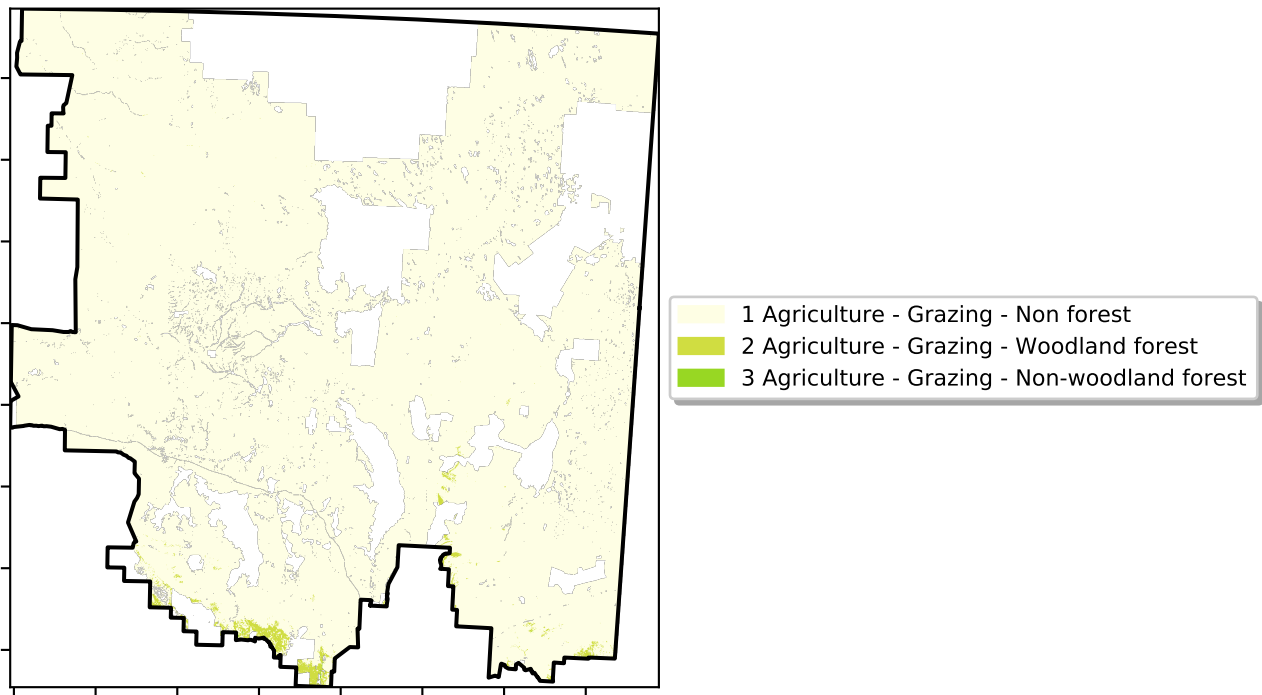 1 Agriculture - Grazing - Non forest
2 Agriculture - Grazing - Woodland forest
3 Agriculture - Grazing - Non-woodland forest